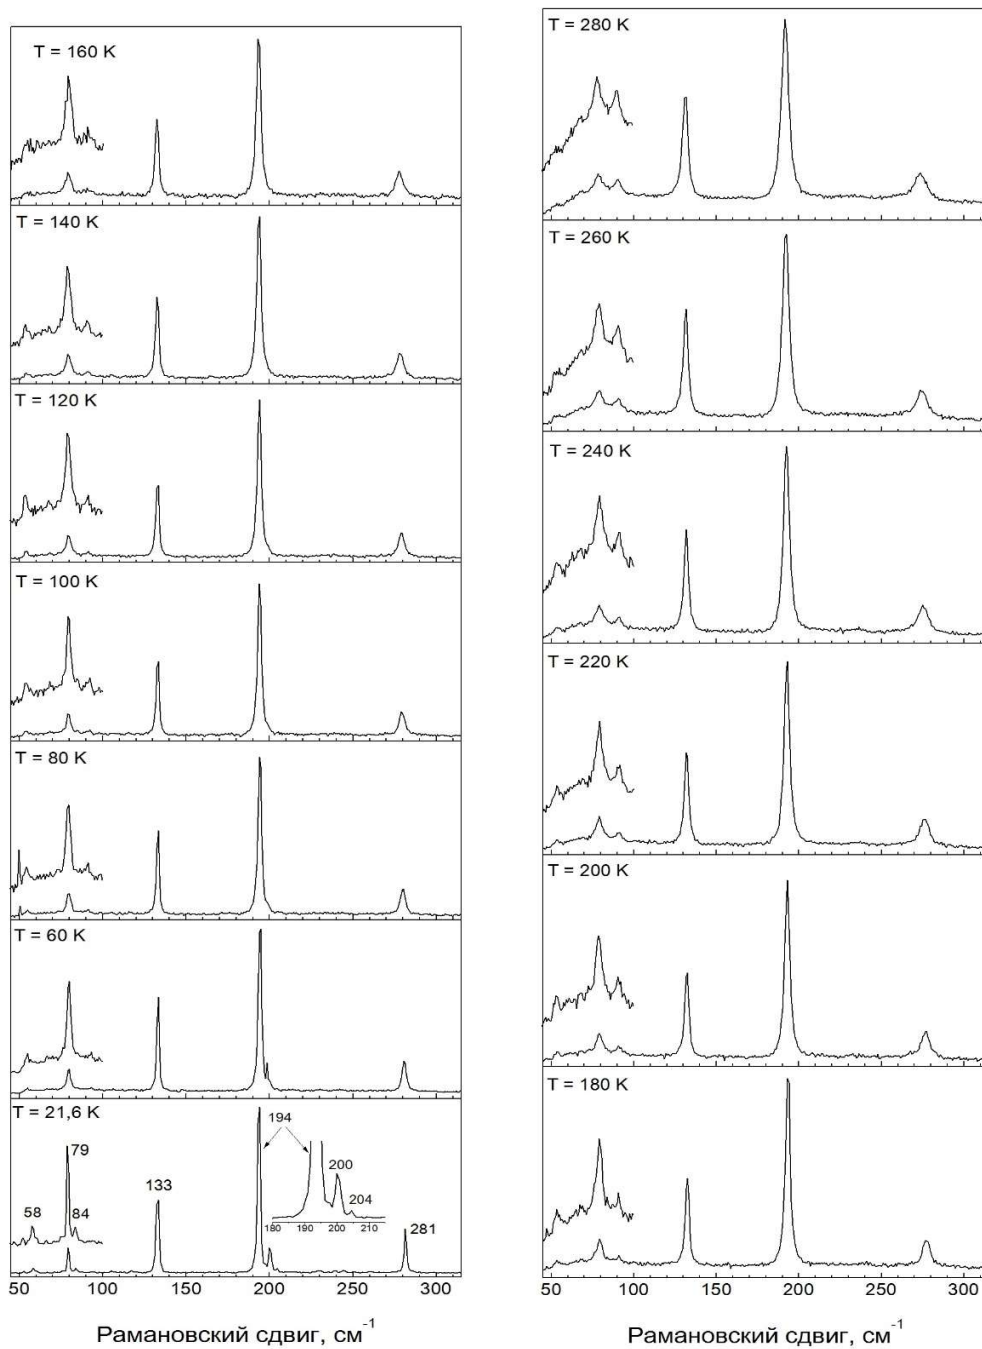 T = 160 K
T = 140 K
T = 120 K
T = 100 K
T = 80 K
T = 60 K
T = 21,6 K
194
79
200
133
204
58
84
281
180 190 200 210
50 100 150 200 250 300
Рамановский сдвиг, см-1
T = 280 K
T = 260 K
T = 240 K
T = 220 K
T = 200 K
T = 180 K
50 100 150 200 250 300
Рамановский сдвиг, см-1